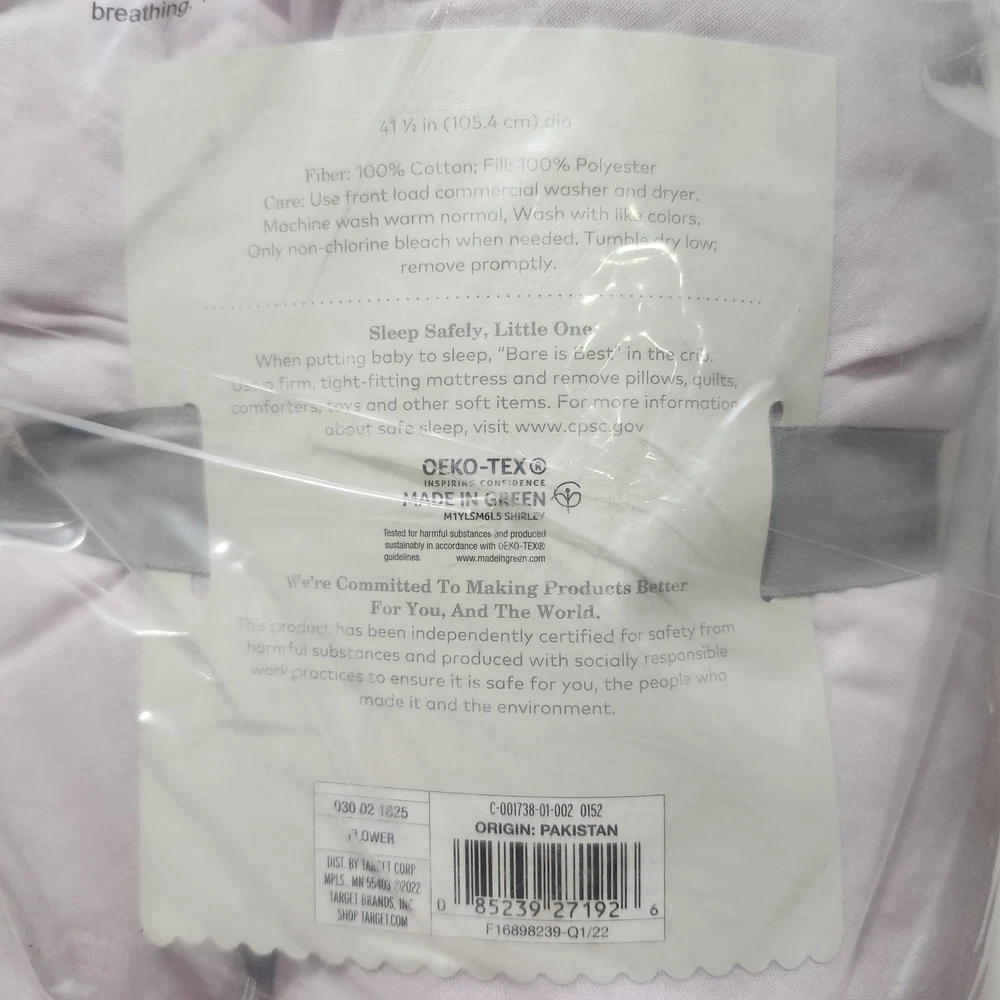 breathing.
41 ½ in (105.4 cm) dia
Fiber: 100% Cotton; Fill: 100% Polyester
Care: Use front load commercial washer and dryer.
Machine wash warm normal, Wash with like colors.
Only non-chlorine bleach when needed. Tumble dry low;
remove promptly.
Sleep Safely, Little One
When putting baby to sleep, "Bare is Best" in the crib.
Use a firm, tight-fitting mattress and remove pillows, quilts,
comforters, toys and other soft items. For more information
about safe sleep, visit www.cpsc.gov
OEKO-TEX®
INSPIRING CONFIDENCE
MADE IN GREEN
M1YLSM6L5 SHIRLEY
Tested for harmful substances and produced
sustainably in accordance with OEKO-TEX®
guidelines. www.madeingreen.com
We're Committed To Making Products Better
For You, And The World.
This product has been independently certified for safety from
harmful substances and produced with socially responsible
work practices to ensure it is safe for you, the people who
made it and the environment.
030 02 1825
FLOWER
DIST. BY TARGET CORP.
MPLS., MN 55403 ©2022
TARGET BRANDS, INC.
SHOP TARGET.COM
C-001738-01-002 0152
ORIGIN: PAKISTAN
0 85239 27192 6
F16898239-Q1/22